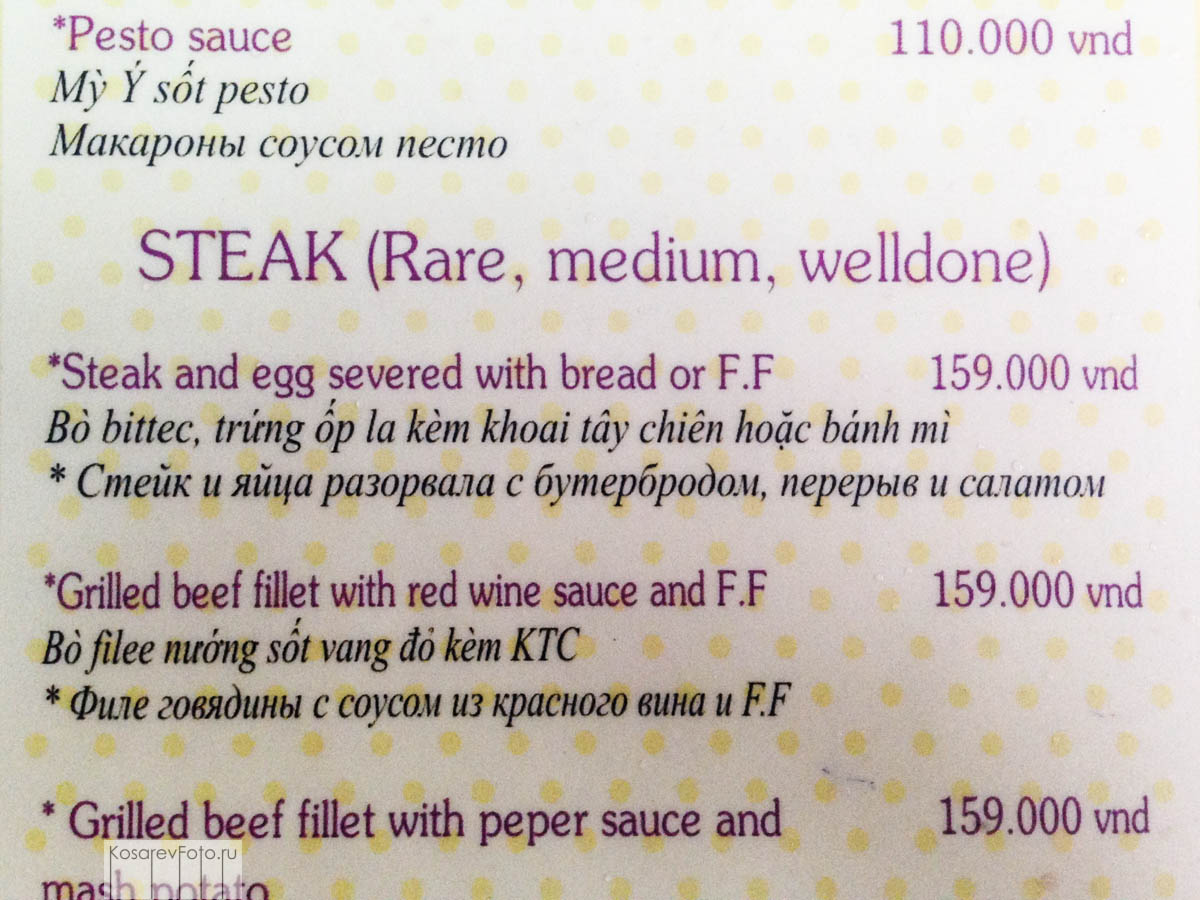 *Pesto sauce 110.000 vnd
Mỳ Ý sốt pesto
Макароны соусом песто
STEAK (Rare, medium, welldone)
*Steak and egg severed with bread or F.F 159.000 vnd
Bò bittec, trứng ốp la kèm khoai tây chiên hoặc bánh mì
* Стейк и яйца разорвала с бутербродом, перерыв и салатом
*Grilled beef fillet with red wine sauce and F.F 159.000 vnd
Bò filee nướng sốt vang đỏ kèm KTC
* Филе говядины с соусом из красного вина и F.F
* Grilled beef fillet with peper sauce and 159.000 vnd
KosarevFoto.ru
mash potato